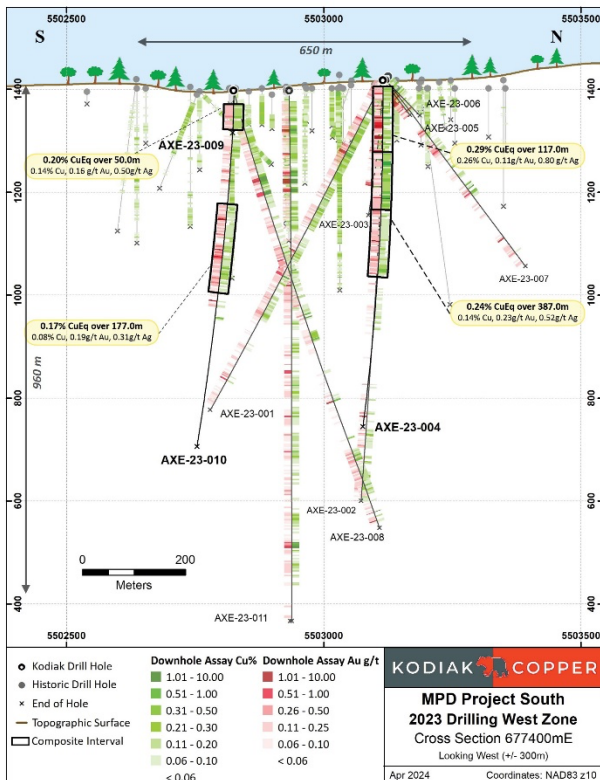 5502500
5503000
5503500
S
N
650 m
1400
1400
AXE-23-006
AXE-23-005
AXE-23-009
0.20% CuEq over 50.0m
0.14% Cu, 0.16 g/t Au, 0.50g/t Ag
0.29% CuEq over 117.0m
0.26% Cu, 0.11g/t Au, 0.80 g/t Ag
1200
1200
AXE-23-003
AXE-23-007
1000
1000
0.17% CuEq over 177.0m
0.08% Cu, 0.19g/t Au, 0.31g/t Ag
0.24% CuEq over 387.0m
0.14% Cu, 0.23g/t Au, 0.52g/t Ag
960 m
800
800
AXE-23-001
AXE-23-004
AXE-23-010
600
600
AXE-23-002
AXE-23-008
0
200
Meters
400
400
AXE-23-011
5502500
5503000
5503500
Kodiak Drill Hole
Historic Drill Hole
End of Hole
Topographic Surface
Composite Interval
Downhole Assay Cu%
1.01 - 10.00
0.51 - 1.00
0.31 - 0.50
0.21 - 0.30
0.11 - 0.20
0.06 - 0.10
< 0.06
Downhole Assay Au g/t
1.01 - 10.00
0.51 - 1.00
0.26 - 0.50
0.11 - 0.25
0.06 - 0.10
< 0.06
KODIAK COPPER
MPD Project South
2023 Drilling West Zone
Cross Section 677400mE
Looking West (+/- 300m)
Apr 2024
Coordinates: NAD83 z10